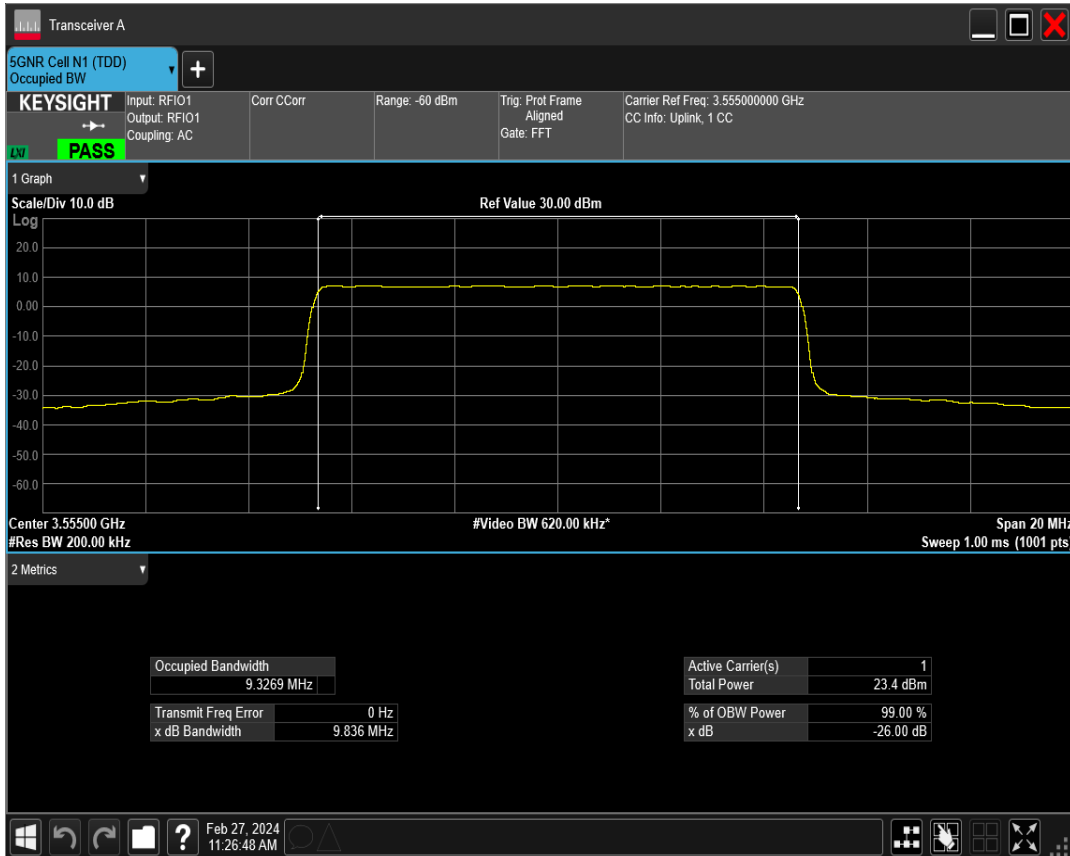 Transceiver A
5GNR Cell N1 (TDD)
Occupied BW
+
KEYSIGHT
LXI
PASS
Input: RFIO1
Output: RFIO1
Coupling: AC
Corr CCorr
Range: -60 dBm
Trig: Prot Frame
Aligned
Gate: FFT
Carrier Ref Freq: 3.555000000 GHz
CC Info: Uplink, 1 CC
1 Graph
Scale/Div 10.0 dB
Ref Value 30.00 dBm
Log
20.0
10.0
0.00
-10.0
-20.0
-30.0
-40.0
-50.0
-60.0
Center 3.55500 GHz
#Video BW 620.00 kHz*
Span 20 MHz
#Res BW 200.00 kHz
Sweep 1.00 ms (1001 pts)
2 Metrics
Occupied Bandwidth
9.3269 MHz
Transmit Freq Error 0 Hz
x dB Bandwidth 9.836 MHz
Active Carrier(s) 1
Total Power 23.4 dBm
% of OBW Power 99.00 %
x dB -26.00 dB
?
Feb 27, 2024
11:26:48 AM